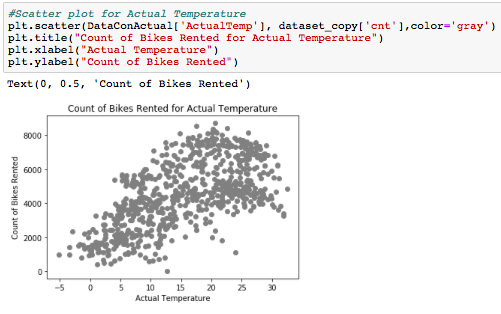 #Scatter plot for Actual Temperature
plt.scatter(DataConActual['ActualTemp'], dataset_copy['cnt'],color='gray')
plt.title("Count of Bikes Rented for Actual Temperature")
plt.xlabel("Actual Temperature")
plt.ylabel("Count of Bikes Rented")
Text(0, 0.5, 'Count of Bikes Rented')
Count of Bikes Rented for Actual Temperature
Count of Bikes Rented
8000
6000
4000
2000
0
−5 0 5 10 15 20 25 30
Actual Temperature